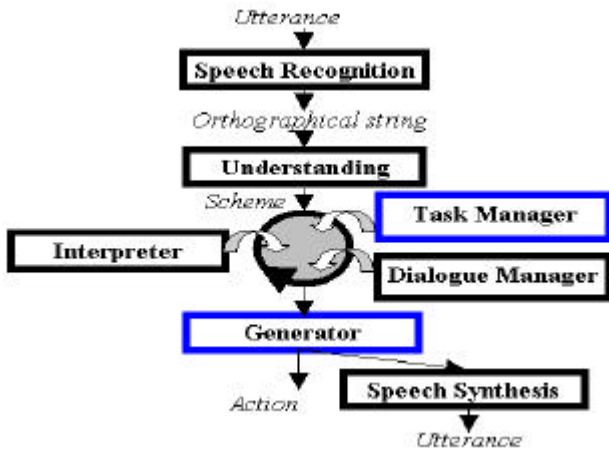 Utterance
Speech Recognition
Orthographical string
Understanding
Scheme
Task Manager
Interpreter
Dialogue Manager
Generator
Speech Synthesis
Action
Utterance